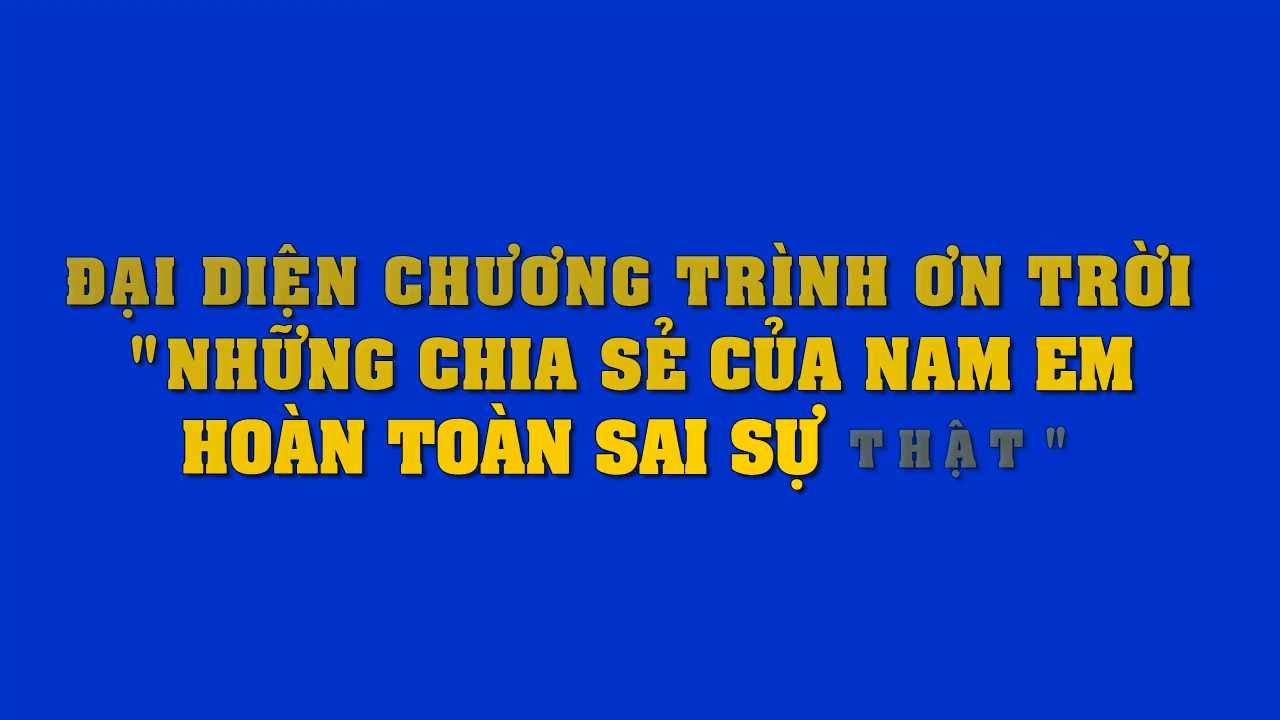 ĐẠI DIỆN CHƯƠNG TRÌNH ƠN TRỜI
"NHỮNG CHIA SẺ CỦA NAM EM
HOÀN TOÀN SAI SỰ THẬT"